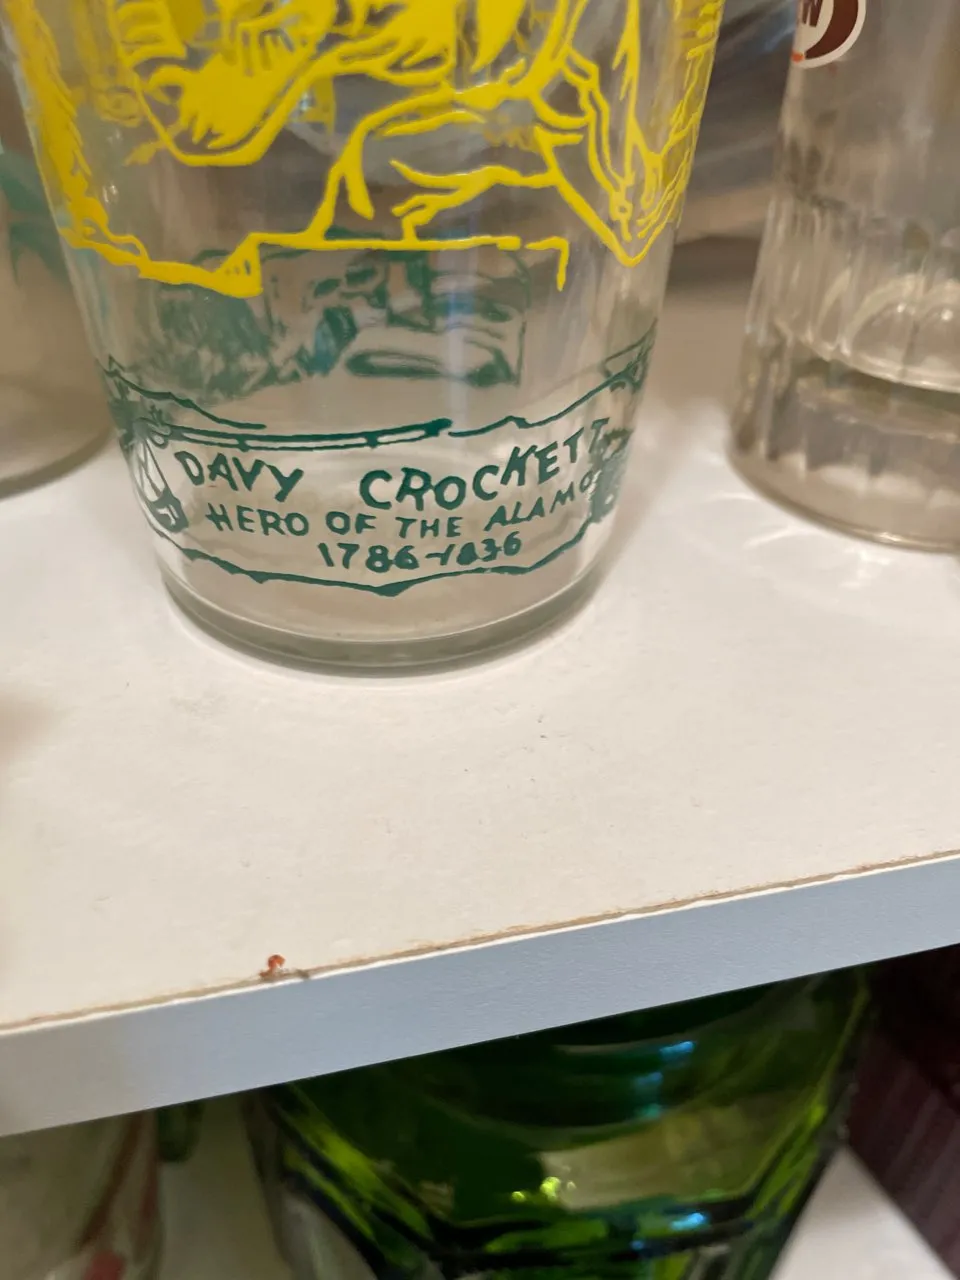 DAVY CROCKETT
HERO OF THE ALAMO
1786-1836